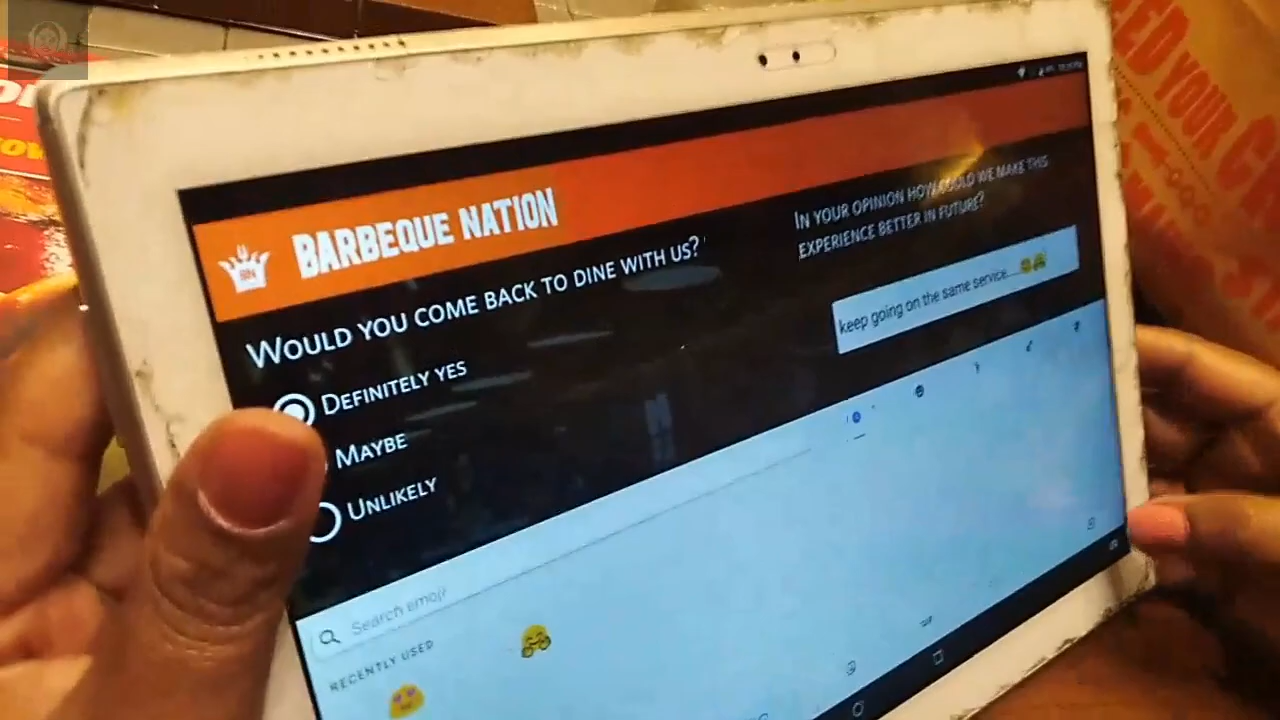 BARBEQUE NATION
WOULD YOU COME BACK TO DINE WITH US?
DEFINITELY YES
MAYBE
UNLIKELY
IN YOUR OPINION HOW COULD WE MAKE THIS
EXPERIENCE BETTER IN FUTURE?
keep going on the same service....
Search emoji
RECENTLY USED
YOUR